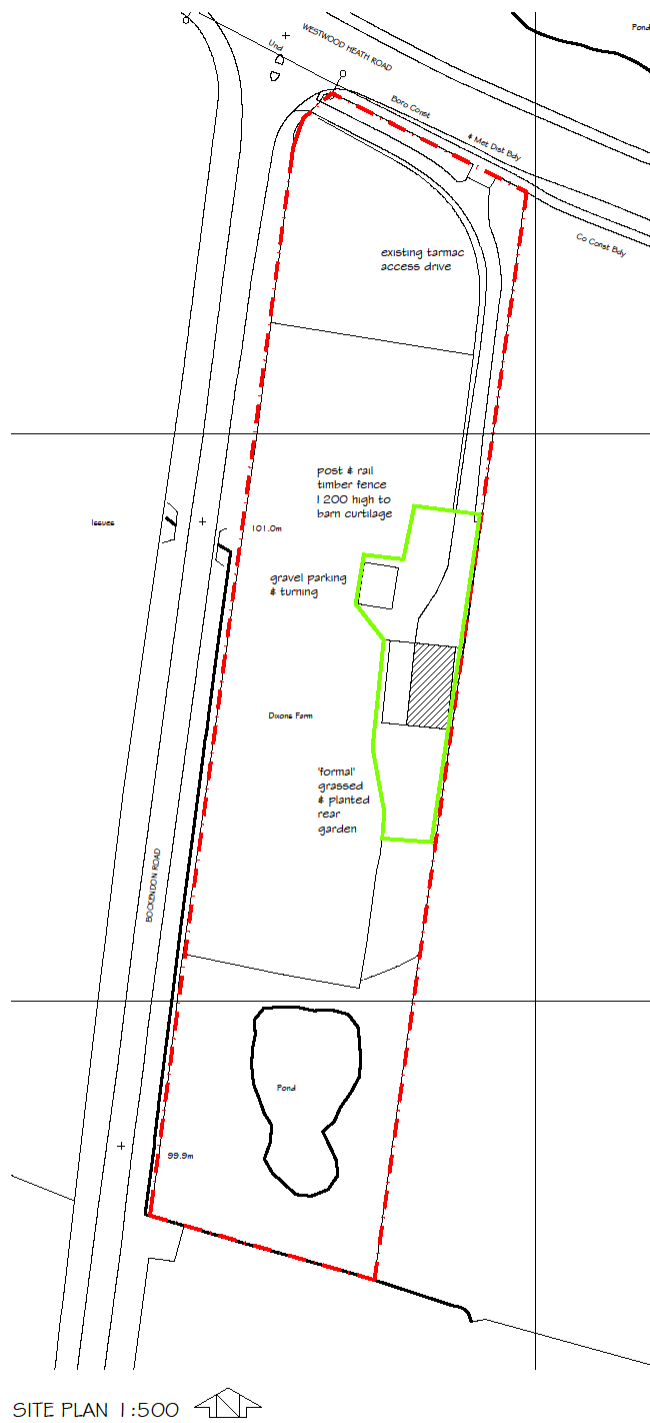 Pond
WESTWOOD HEATH ROAD
Und
Boro Const
& Met Dist Bdy
Co Const Bdy
existing tarmac
access drive
post & rail
timber fence
1200 high to
barn curtilage
Issues
101.0m
gravel parking
& turning
Dixons Farm
'formal'
grassed
& planted
rear
garden
BOCKENDON ROAD
Pond
99.9m
SITE PLAN 1:500
N